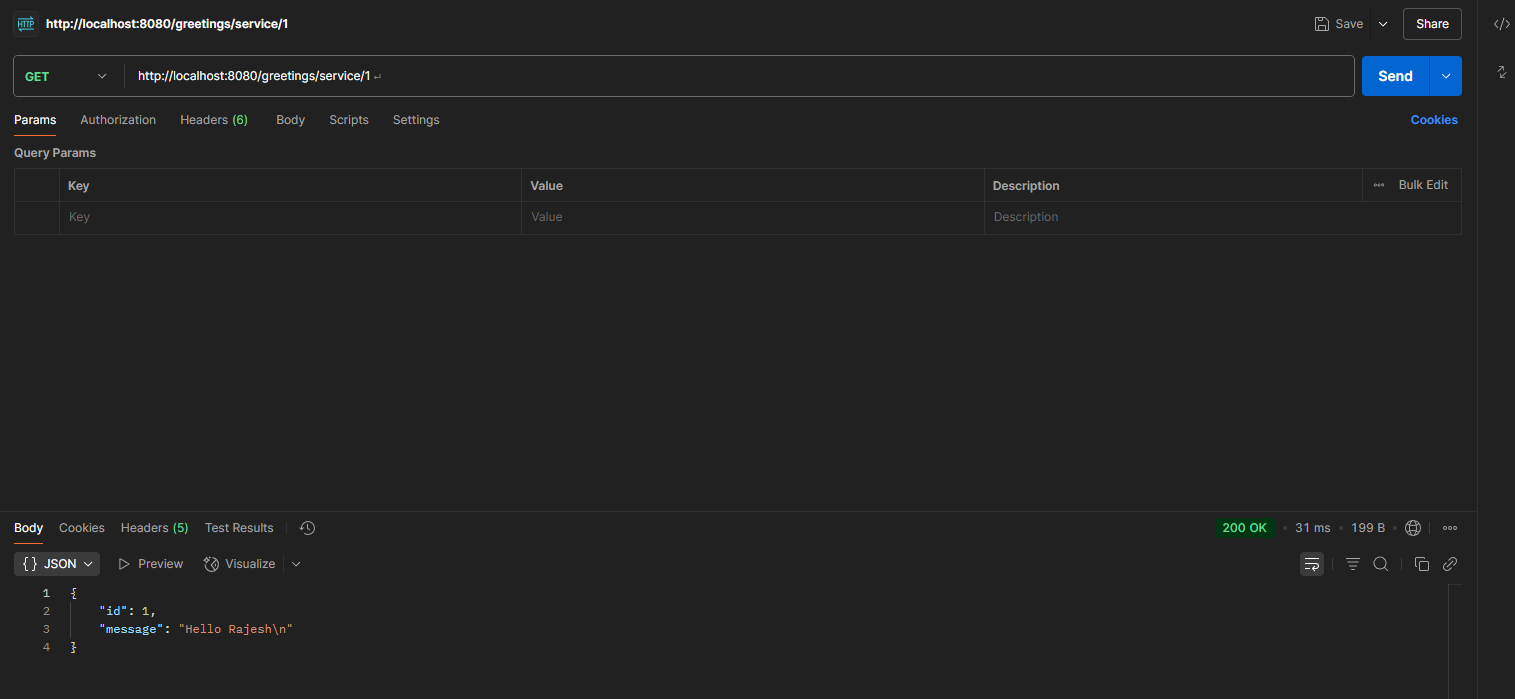 HTTP http://localhost:8080/greetings/service/1 Save Share </>
GET http://localhost:8080/greetings/service/1 Send
Params Authorization Headers (6) Body Scripts Settings Cookies
Query Params
Key Value Description Bulk Edit
Key Value Description
Body Cookies Headers (5) Test Results 200 OK • 31 ms • 199 B •
{} JSON Preview Visualize
1 {
2 "id": 1,
3 "message": "Hello Rajesh\n"
4 }